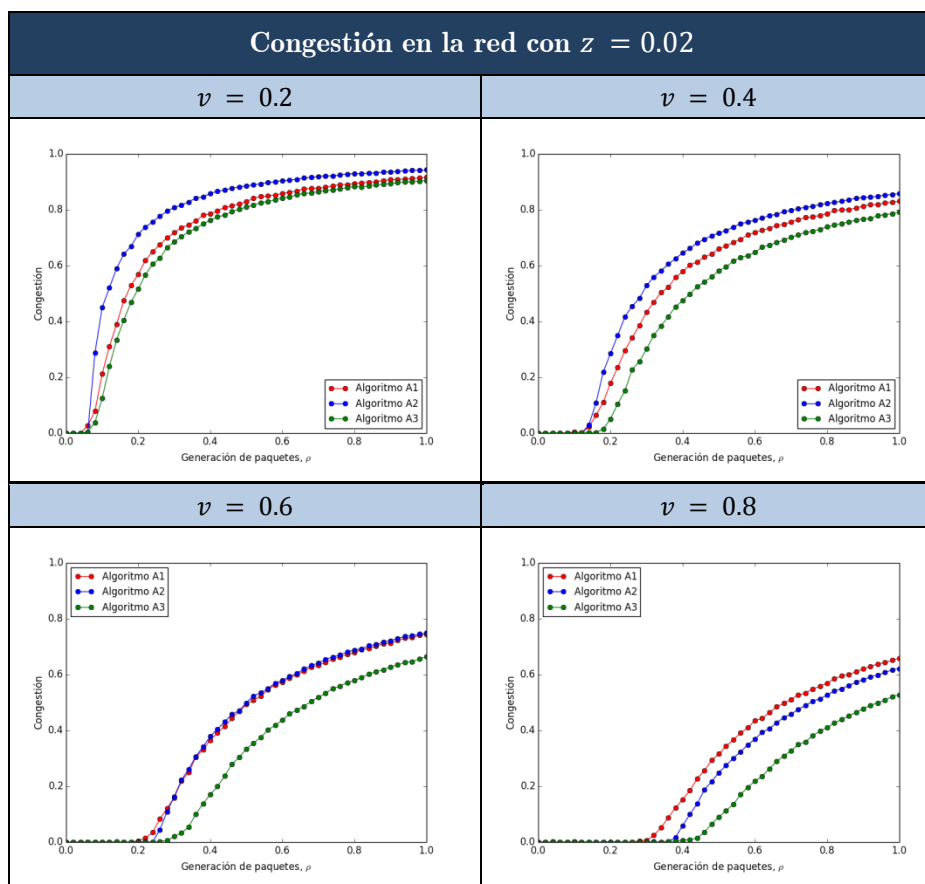 Congestión en la red con z = 0.02
v = 0.2
v = 0.4
1.0
0.8
0.6
0.4
0.2
0.0
Congestión
0.0 0.2 0.4 0.6 0.8 1.0
Generación de paquetes, ρ
Algoritmo A1
Algoritmo A2
Algoritmo A3
1.0
0.8
0.6
0.4
0.2
0.0
Congestión
0.0 0.2 0.4 0.6 0.8 1.0
Generación de paquetes, ρ
Algoritmo A1
Algoritmo A2
Algoritmo A3
v = 0.6
v = 0.8
1.0
0.8
0.6
0.4
0.2
0.0
Congestión
Algoritmo A1
Algoritmo A2
Algoritmo A3
0.0 0.2 0.4 0.6 0.8 1.0
Generación de paquetes, ρ
1.0
0.8
0.6
0.4
0.2
0.0
Congestión
Algoritmo A1
Algoritmo A2
Algoritmo A3
0.0 0.2 0.4 0.6 0.8 1.0
Generación de paquetes, ρ